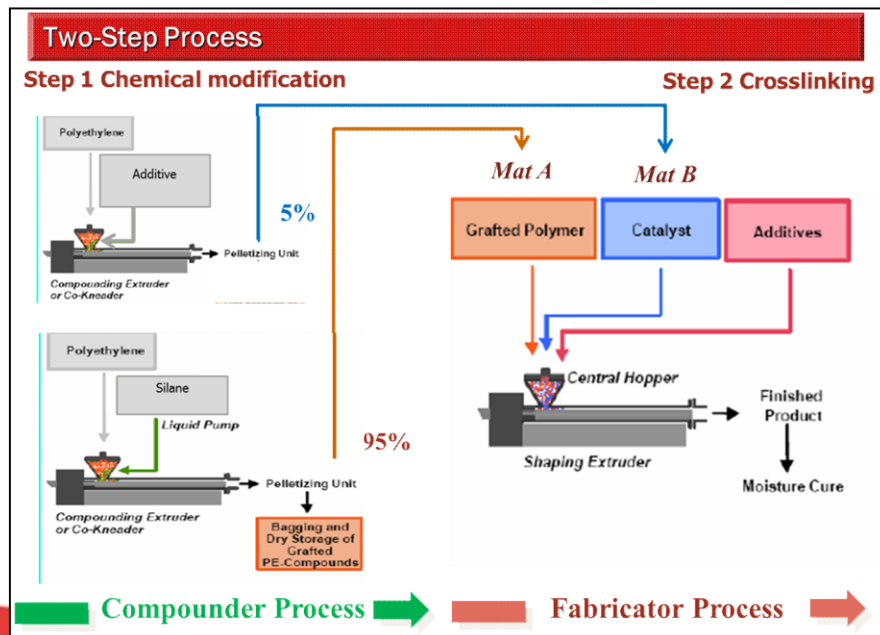 Two-Step Process
Step 1 Chemical modification
Step 2 Crosslinking
Polyethylene
Additive
5%
Pelletizing Unit
Compounding Extruder
or Co-Kneader
Polyethylene
Silane
Liquid Pump
95%
Pelletizing Unit
Compounding Extruder
or Co-Kneader
Bagging and
Dry Storage of
Grafted
PE-Compounds
Mat A
Mat B
Grafted Polymer
Catalyst
Additives
Central Hopper
Finished
Product
Shaping Extruder
Moisture Cure
Compounder Process
Fabricator Process